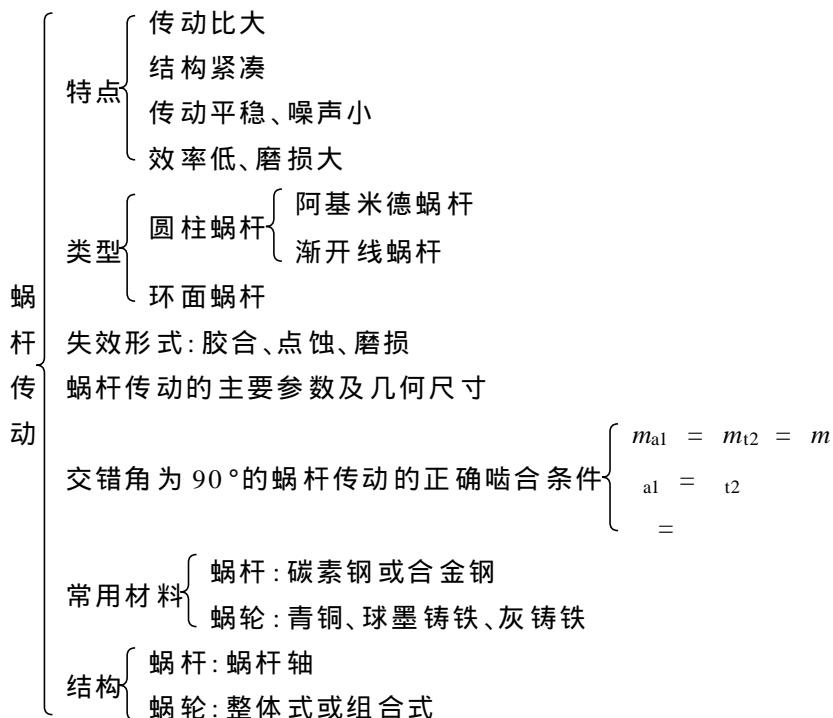 蜗杆传动
特点
传动比大
结构紧凑
传动平稳、噪声小
效率低、磨损大
类型
圆柱蜗杆
阿基米德蜗杆
渐开线蜗杆
环面蜗杆
失效形式:胶合、点蚀、磨损
蜗杆传动的主要参数及几何尺寸
交错角为 90°的蜗杆传动的正确啮合条件
ma1 = mt2 = m
a1 = t2
=
常用材料
蜗杆:碳素钢或合金钢
蜗轮:青铜、球墨铸铁、灰铸铁
结构
蜗杆:蜗杆轴
蜗轮:整体式或组合式